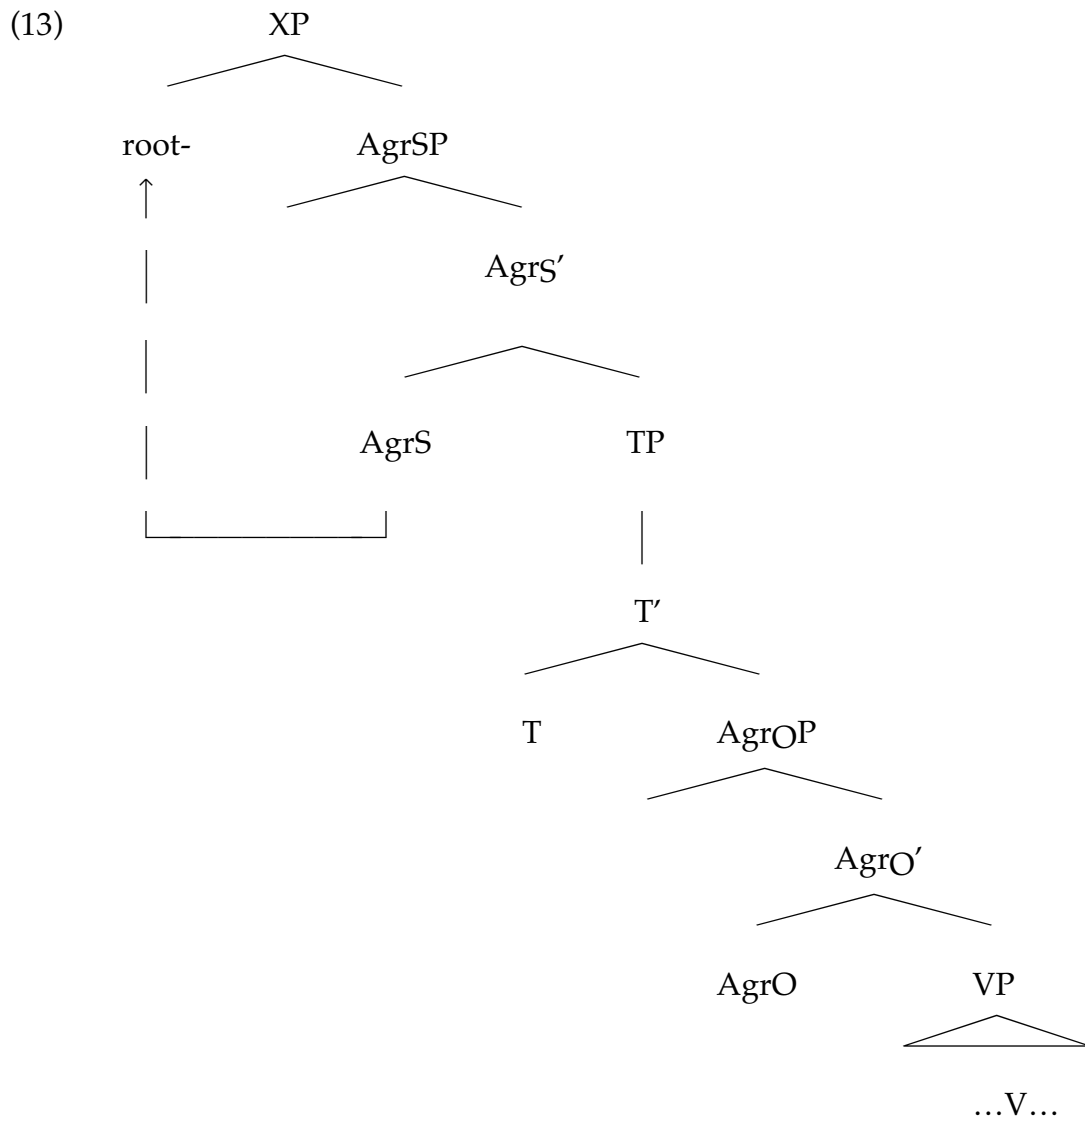 (13) XP
root- AgrSP
AgrS′
AgrS TP
T′
T AgrOP
AgrO′
AgrO VP
…V…